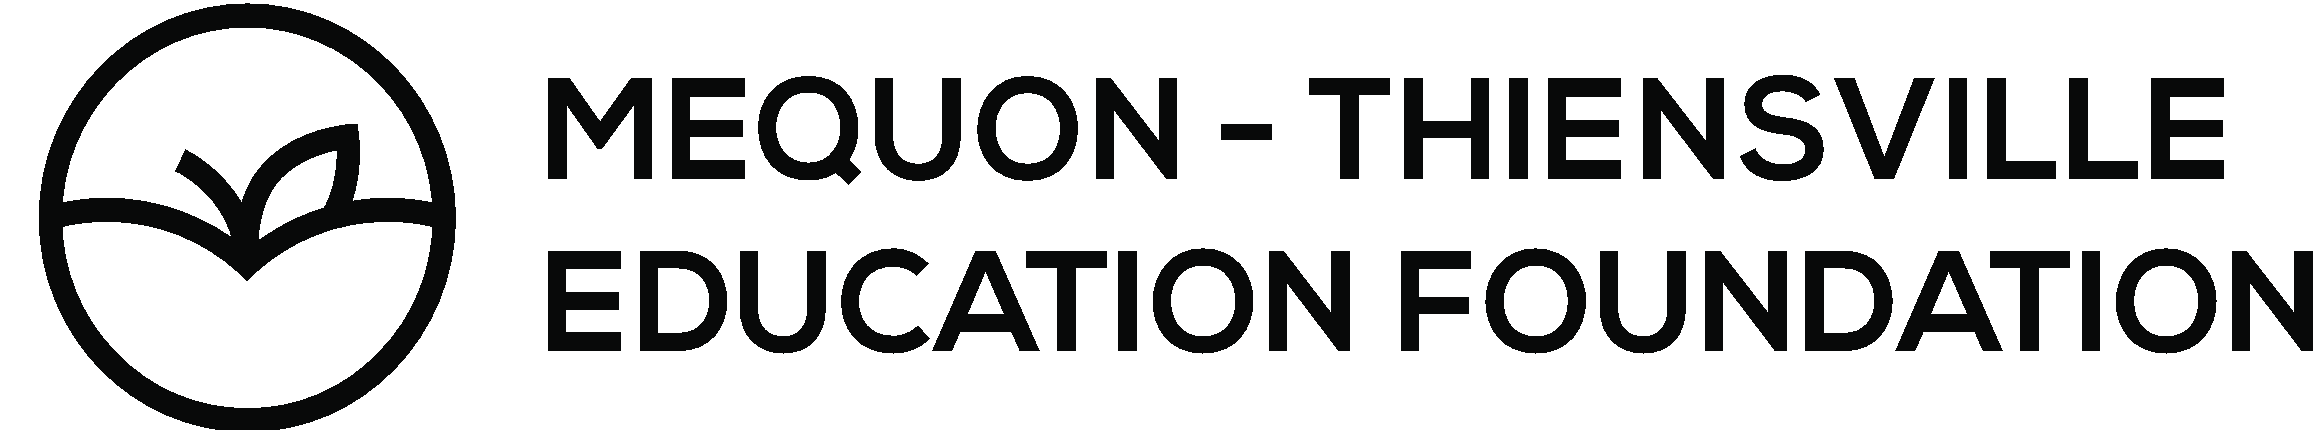 MEQUON - THIENSVILLE
EDUCATION FOUNDATION